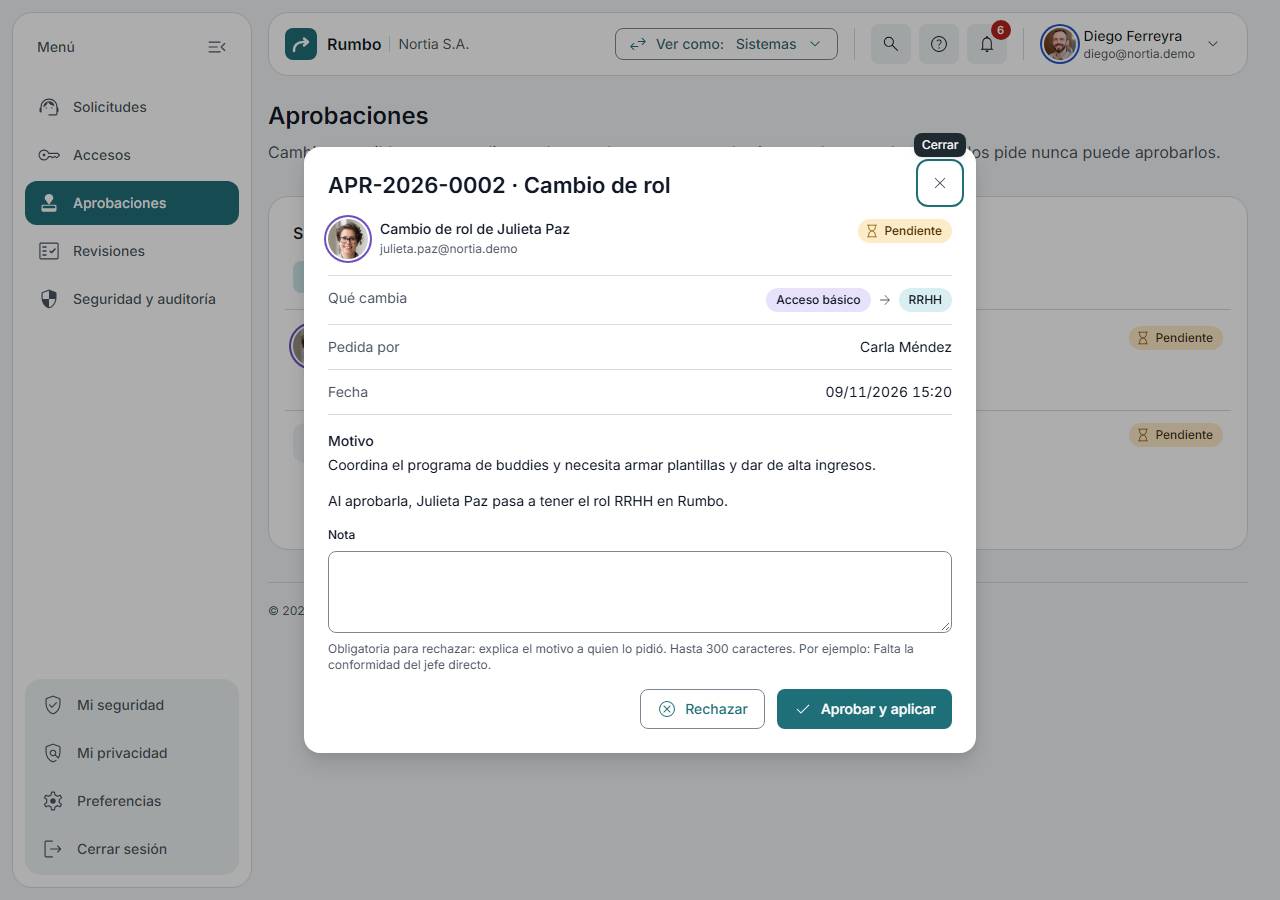 Menú
Solicitudes
Accesos
Aprobaciones
Revisiones
Seguridad y auditoría
Mi seguridad
Mi privacidad
Preferencias
Cerrar sesión
Rumbo
Nortia S.A.
Ver como: Sistemas
6
Diego Ferreyra
diego@nortia.demo
Aprobaciones
los pide nunca puede aprobarlos.
Cerrar
APR-2026-0002 · Cambio de rol
Cambio de rol de Julieta Paz
julieta.paz@nortia.demo
Pendiente
Qué cambia
Acceso básico → RRHH
Pedida por
Carla Méndez
Fecha
09/11/2026 15:20
Motivo
Coordina el programa de buddies y necesita armar plantillas y dar de alta ingresos.
Al aprobarla, Julieta Paz pasa a tener el rol RRHH en Rumbo.
Nota
Obligatoria para rechazar: explica el motivo a quien lo pidió. Hasta 300 caracteres. Por ejemplo: Falta la
conformidad del jefe directo.
Rechazar
Aprobar y aplicar
Pendiente
Pendiente